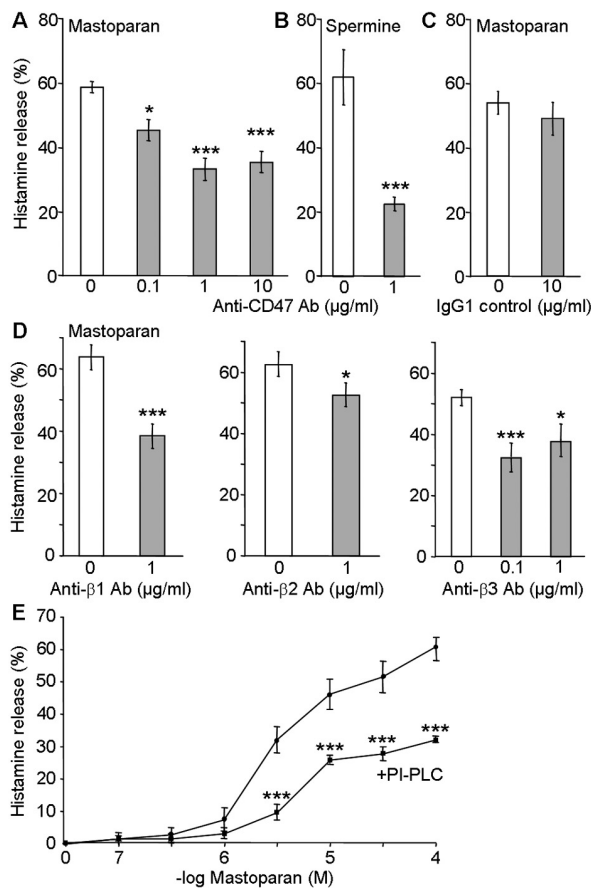 A Mastoparan
Histamine release (%)
80
60
40
20
0
*
***
***
0 0.1 1 10
B Spermine
80
60
40
20
0
***
0 1
Anti-CD47 Ab (µg/ml)
C Mastoparan
80
60
40
20
0
0 10
IgG1 control (µg/ml)
D Mastoparan
Histamine release (%)
60
40
20
0
***
0 1
Anti-β1 Ab (µg/ml)
60
40
60
0
*
0 1
Anti-β2 Ab (µg/ml)
60
40
20
0
***
*
0 0.1 1
Anti-β3 Ab (µg/ml)
E
Histamine release (%)
70
60
50
40
30
20
10
0
***
***
***
***
+PI-PLC
0 7 6 5 4
-log Mastoparan (M)